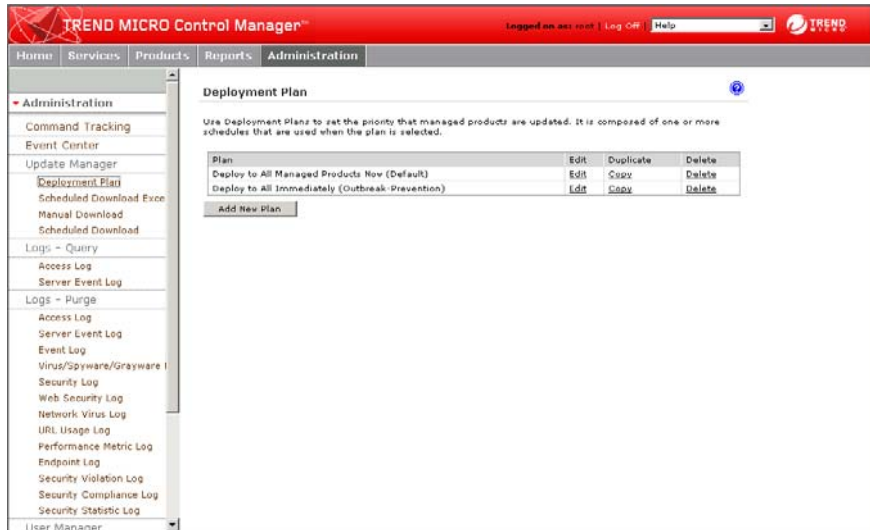 TREND MICRO Control Manager™
Logged on as: root | Log Off | Help
TREND MICRO
Home Services Products Reports Administration
Administration
Command Tracking
Event Center
Update Manager
Deployment Plan
Scheduled Download Exce
Manual Download
Scheduled Download
Logs - Query
Access Log
Server Event Log
Logs - Purge
Access Log
Server Event Log
Event Log
Virus/Spyware/Grayware
Security Log
Web Security Log
Network Virus Log
URL Usage Log
Performance Metric Log
Endpoint Log
Security Violation Log
Security Compliance Log
Security Statistic Log
User Manager
Deployment Plan
?
Use Deployment Plans to set the priority that managed products are updated. It is composed of one or more
schedules that are used when the plan is selected.
Plan Edit Duplicate Delete
Deploy to All Managed Products Now (Default) Edit Copy Delete
Deploy to All Immediately (Outbreak-Prevention) Edit Copy Delete
Add New Plan